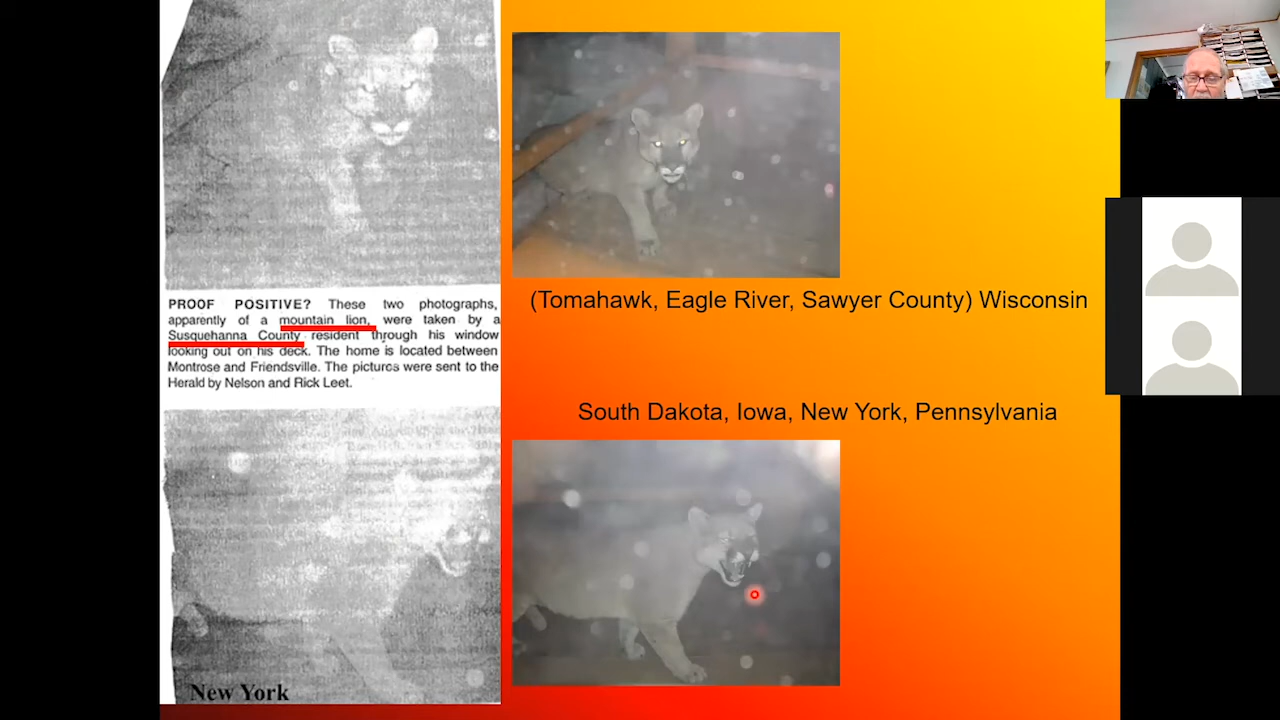 PROOF POSITIVE? These two photographs,
apparently of a mountain lion, were taken by a
Susquehanna County resident through his window
looking out on his deck. The home is located between
Montrose and Friendsville. The pictures were sent to the
Herald by Nelson and Rick Leet.
New York
(Tomahawk, Eagle River, Sawyer County) Wisconsin
South Dakota, Iowa, New York, Pennsylvania